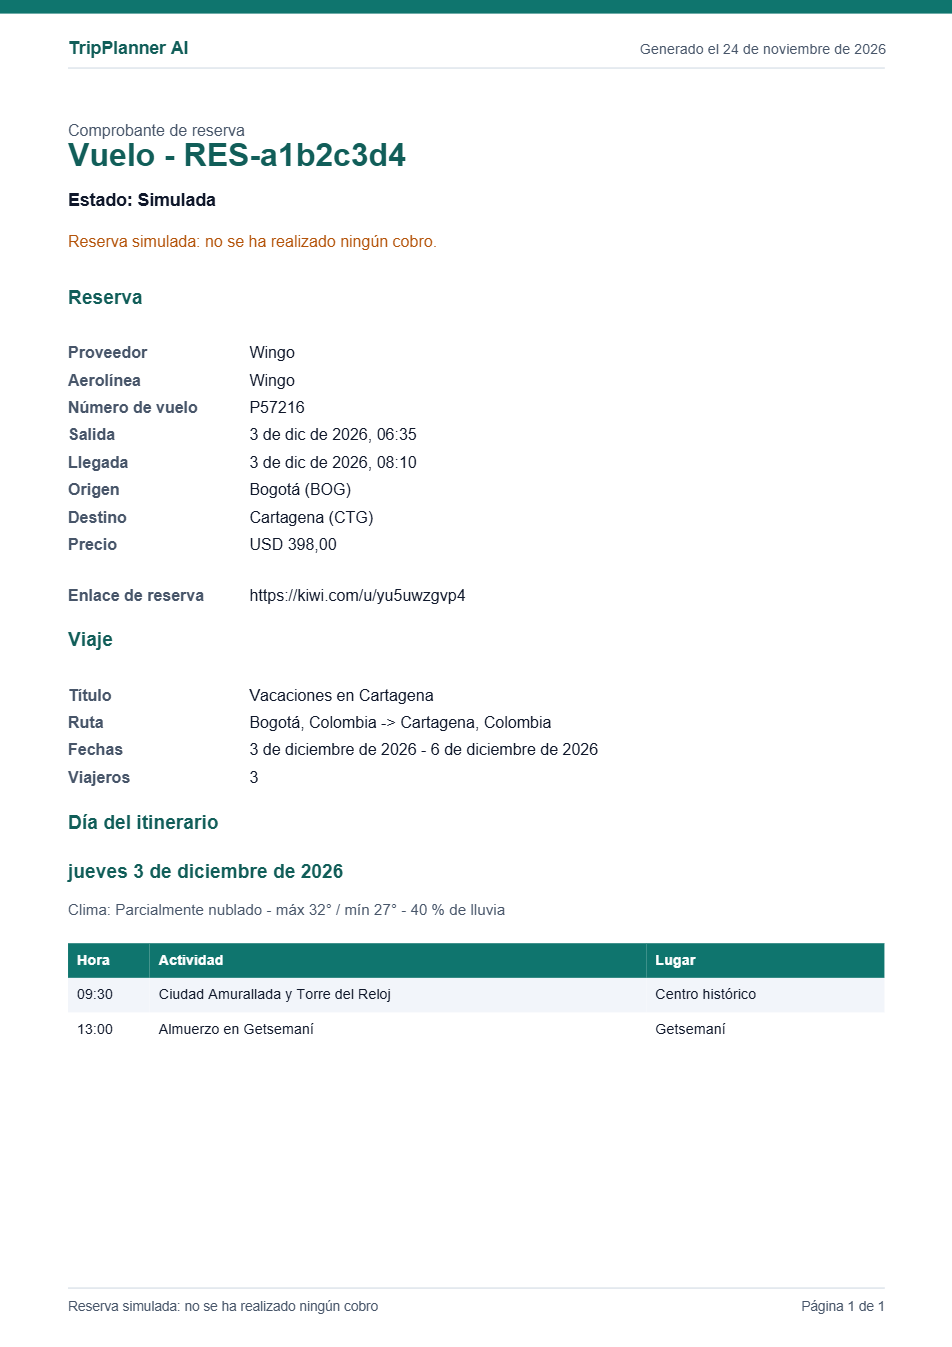 TripPlanner AI
Generado el 24 de noviembre de 2026
Comprobante de reserva
Vuelo - RES-a1b2c3d4
Estado: Simulada
Reserva simulada: no se ha realizado ningún cobro.
Reserva
Proveedor Wingo
Aerolínea Wingo
Número de vuelo P57216
Salida 3 de dic de 2026, 06:35
Llegada 3 de dic de 2026, 08:10
Origen Bogotá (BOG)
Destino Cartagena (CTG)
Precio USD 398,00
Enlace de reserva https://kiwi.com/u/yu5uwzgvp4
Viaje
Título Vacaciones en Cartagena
Ruta Bogotá, Colombia -> Cartagena, Colombia
Fechas 3 de diciembre de 2026 - 6 de diciembre de 2026
Viajeros 3
Día del itinerario
jueves 3 de diciembre de 2026
Clima: Parcialmente nublado - máx 32° / mín 27° - 40 % de lluvia
Hora Actividad Lugar
09:30 Ciudad Amurallada y Torre del Reloj Centro histórico
13:00 Almuerzo en Getsemaní Getsemaní
Reserva simulada: no se ha realizado ningún cobro
Página 1 de 1